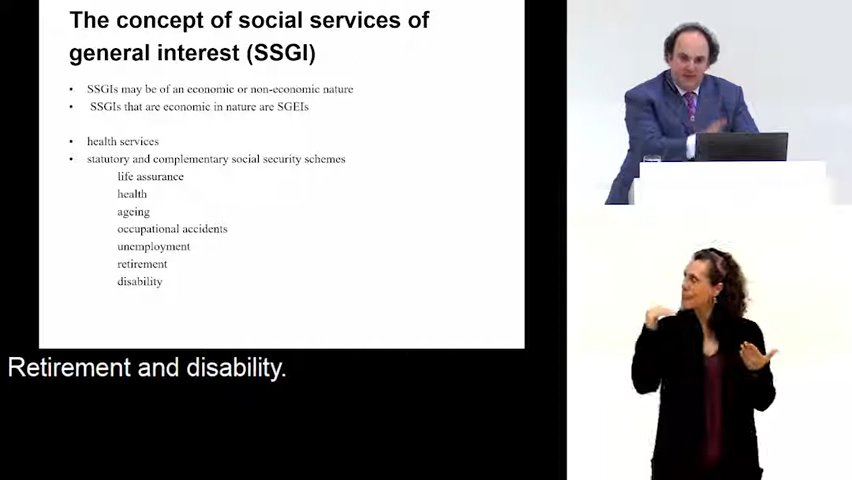 The concept of social services of
general interest (SSGI)
• SSGIs may be of an economic or non-economic nature
• SSGIs that are economic in nature are SGEIs
• health services
• statutory and complementary social security schemes
life assurance
health
ageing
occupational accidents
unemployment
retirement
disability
Retirement and disability.